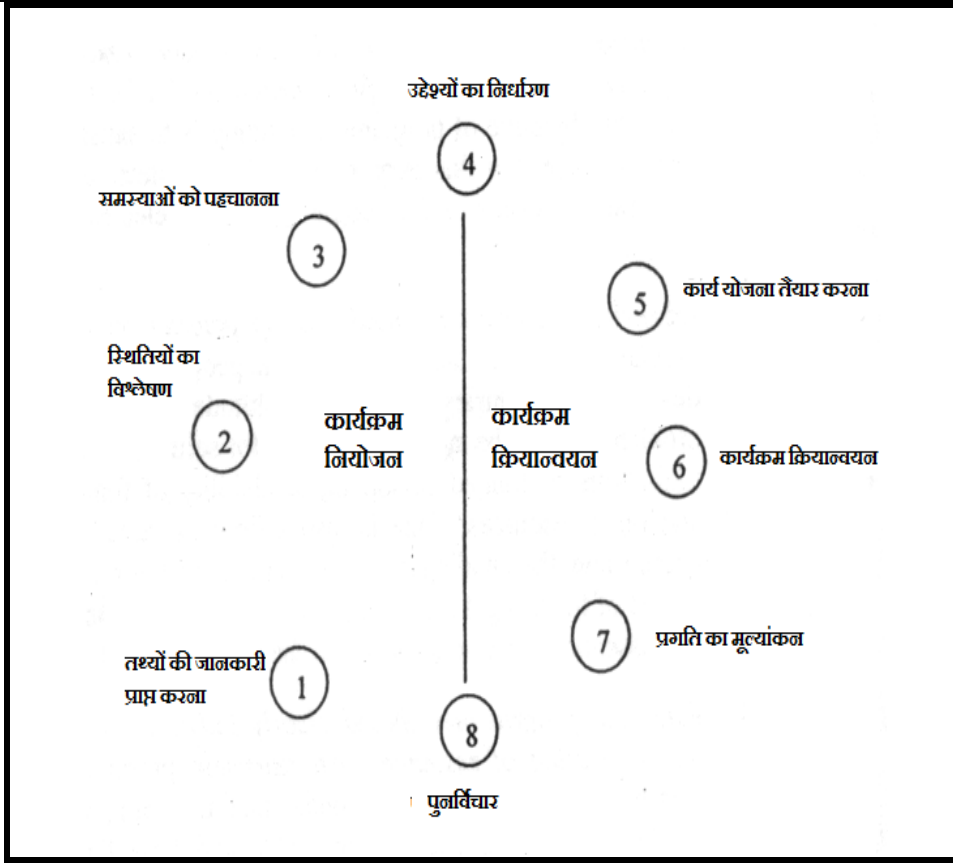 उद्देश्यों का निर्धारण
4
समस्याओं को पहचानना
3
5
कार्य योजना तैयार करना
स्थितियों का
विश्लेषण
2
कार्यक्रम
नियोजन
कार्यक्रम
क्रियान्वयन
6
कार्यक्रम क्रियान्वयन
7
प्रगति का मूल्यांकन
तथ्यों की जानकारी
प्राप्त करना
1
8
पुनर्विचार